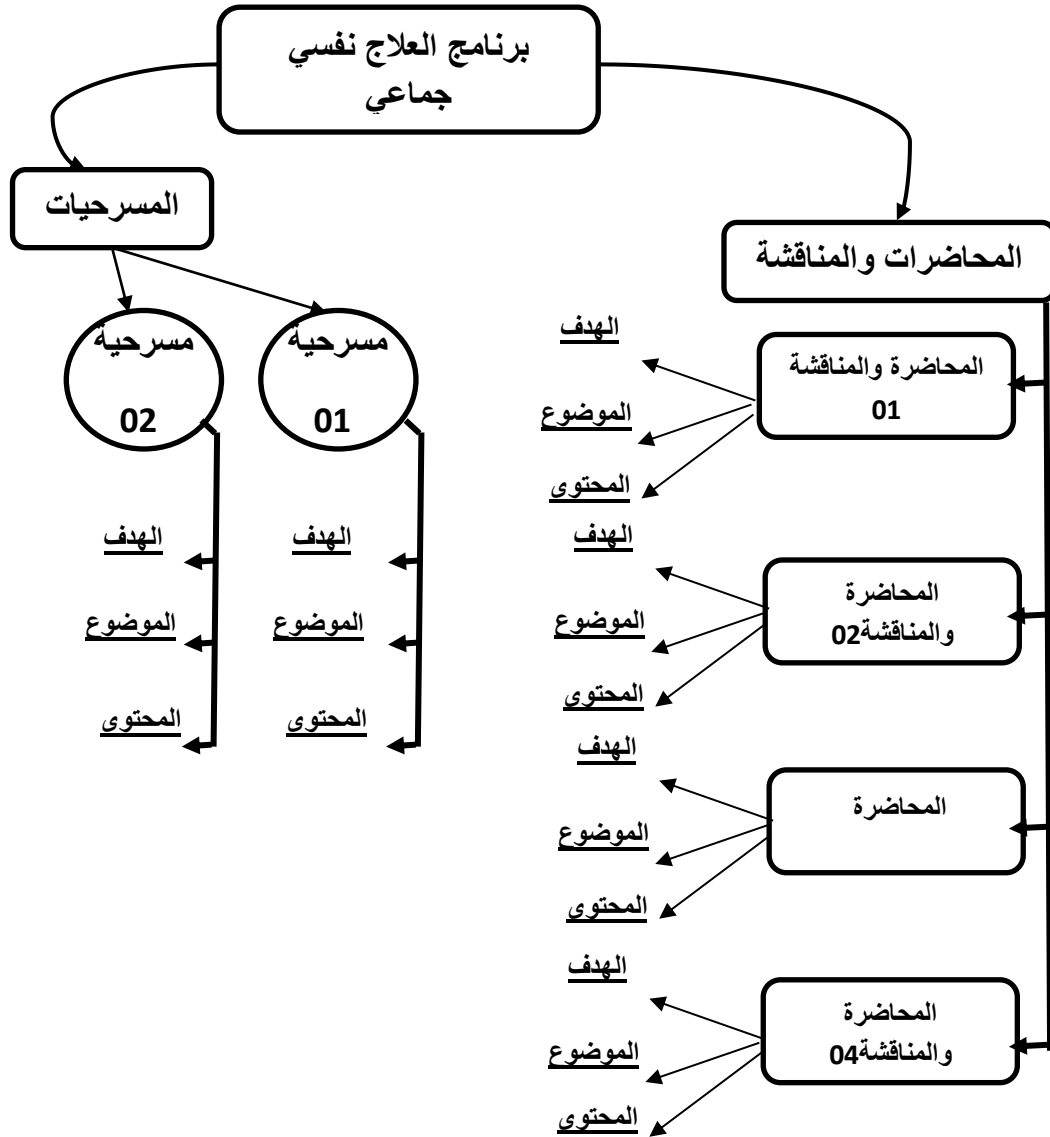 برنامج العلاج نفسي
جماعي
المحاضرات والمناقشة
المسرحيات
المحاضرة والمناقشة
01
الهدف
الموضوع
المحتوى
المحاضرة
والمناقشة02
الهدف
الموضوع
المحتوى
المحاضرة
الهدف
الموضوع
المحتوى
المحاضرة
والمناقشة04
الهدف
الموضوع
المحتوى
مسرحية
01
الهدف
الموضوع
المحتوى
مسرحية
02
الهدف
الموضوع
المحتوى